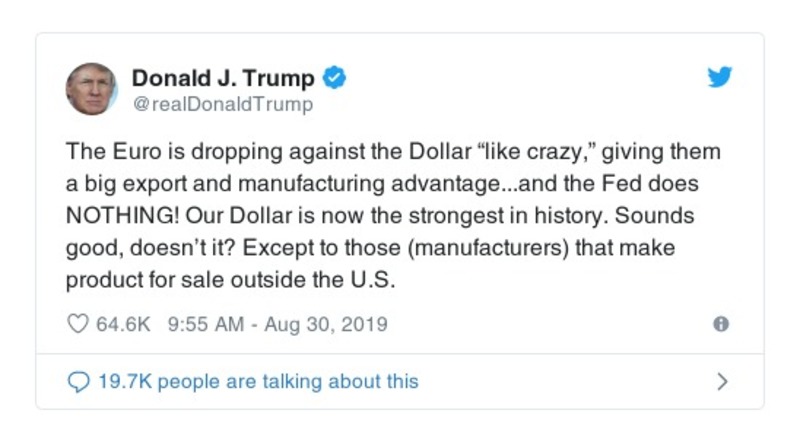 Donald J. Trump
@realDonaldTrump
The Euro is dropping against the Dollar “like crazy,” giving them
a big export and manufacturing advantage...and the Fed does
NOTHING! Our Dollar is now the strongest in history. Sounds
good, doesn’t it? Except to those (manufacturers) that make
product for sale outside the U.S.
64.6K 9:55 AM - Aug 30, 2019
19.7K people are talking about this